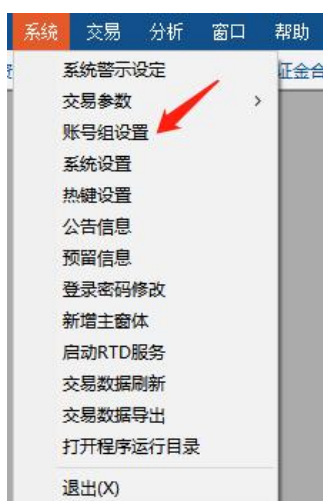 系统 交易 分析 窗口 帮助
系统警示设定 证金合
交易参数
账号组设置
系统设置
热键设置
公告信息
预留信息
登录密码修改
新增主窗体
启动RTD服务
交易数据刷新
交易数据导出
打开程序运行目录
退出(X)